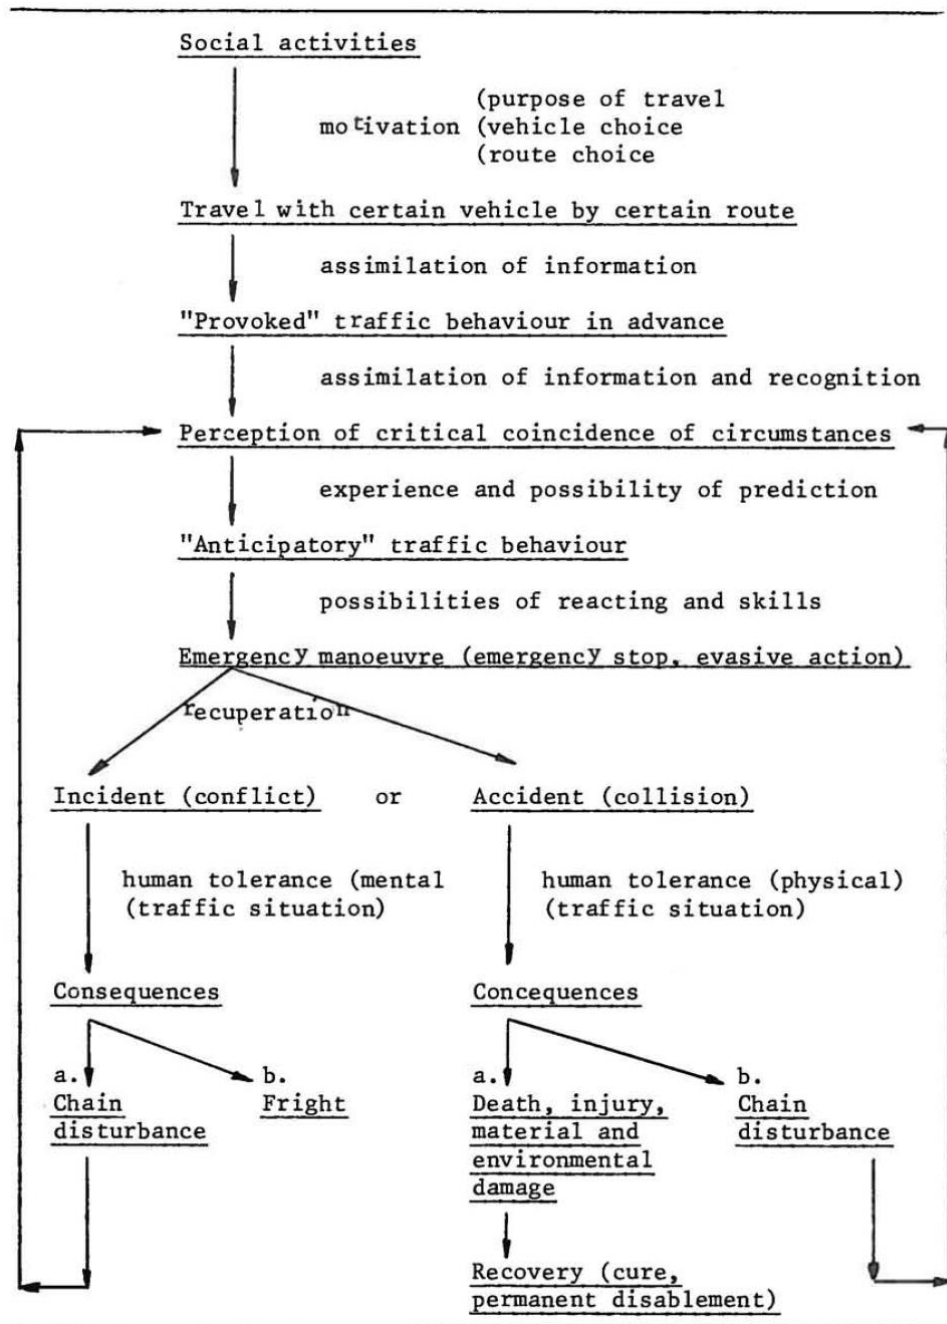 Social activities
(purpose of travel
motivation (vehicle choice
(route choice
Travel with certain vehicle by certain route
assimilation of information
"Provoked" traffic behaviour in advance
assimilation of information and recognition
Perception of critical coincidence of circumstances
experience and possibility of prediction
"Anticipatory" traffic behaviour
possibilities of reacting and skills
Emergency manoeuvre (emergency stop, evasive action)
recuperation
Incident (conflict) or Accident (collision)
human tolerance (mental
(traffic situation)
human tolerance (physical)
(traffic situation)
Consequences
Concequences
a.
Chain
disturbance
b.
Fright
a.
Death, injury,
material and
environmental
damage
b.
Chain
disturbance
Recovery (cure,
permanent disablement)